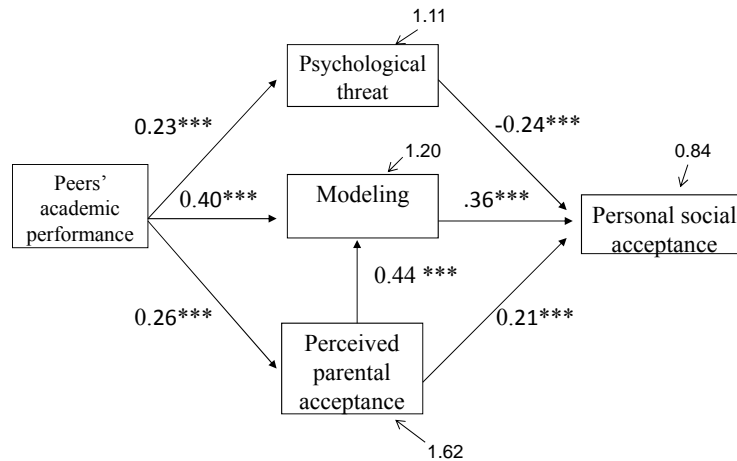 1.11
Psychological
threat
0.23***
-0.24***
1.20
0.84
Peers'
academic
performance
0.40***
Modeling
.36***
Personal social
acceptance
0.44 ***
0.26***
0.21***
Perceived
parental
acceptance
1.62